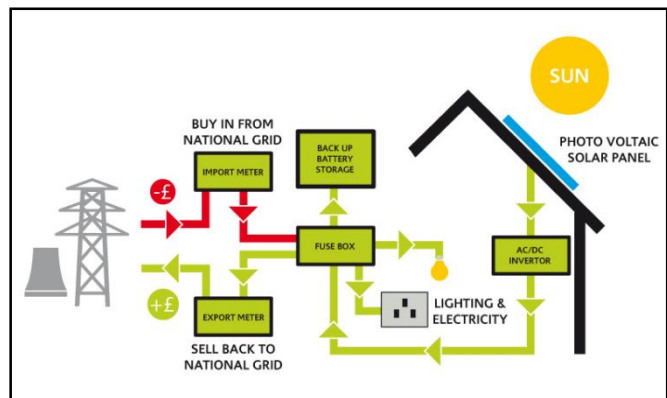 SUN
BUY IN FROM
NATIONAL GRID
BACK UP
BATTERY
STORAGE
PHOTO VOLTAIC
SOLAR PANEL
-£
IMPORT METER
FUSE BOX
AC/DC
INVERTOR
+£
EXPORT METER
LIGHTING &
ELECTRICITY
SELL BACK TO
NATIONAL GRID